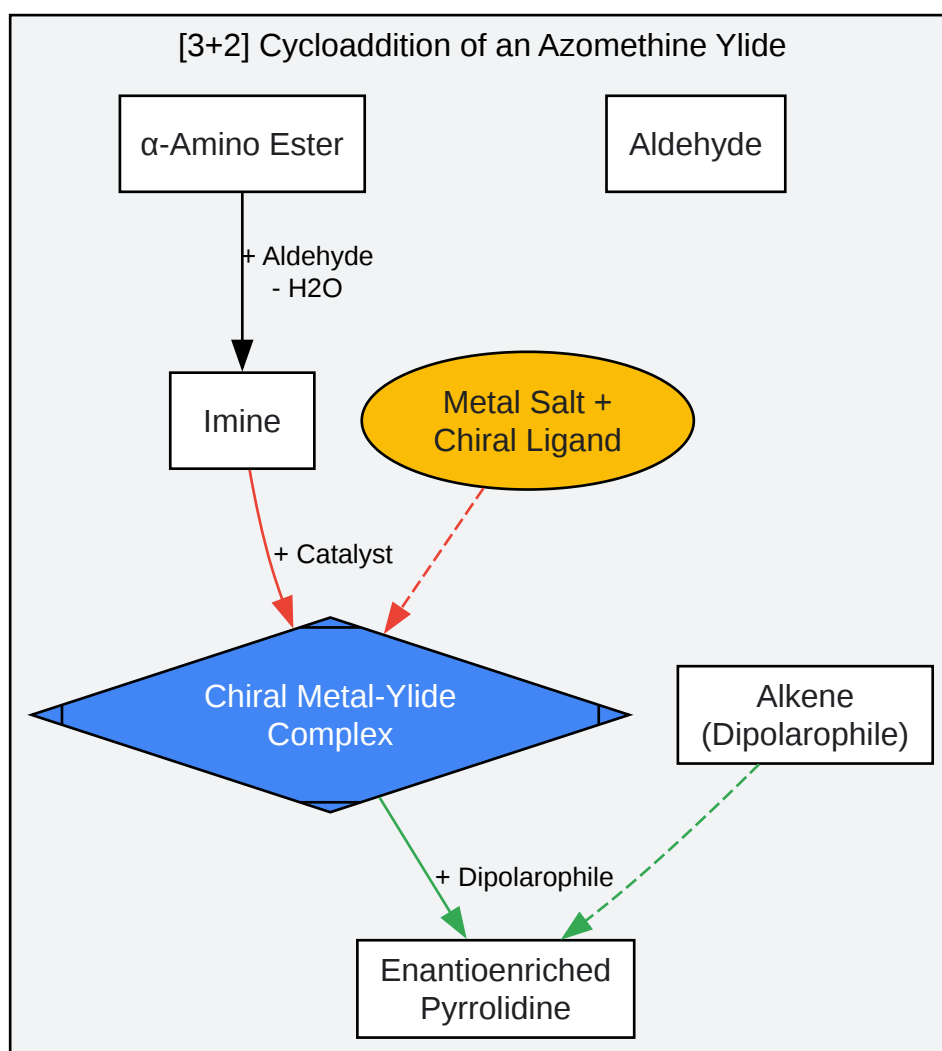 [3+2] Cycloaddition of an Azomethine Ylide
α-Amino Ester
Aldehyde
+ Aldehyde
- H2O
Imine
Metal Salt +
Chiral Ligand
+ Catalyst
Chiral Metal-Ylide
Complex
Alkene
(Dipolarophile)
+ Dipolarophile
Enantioenriched
Pyrrolidine